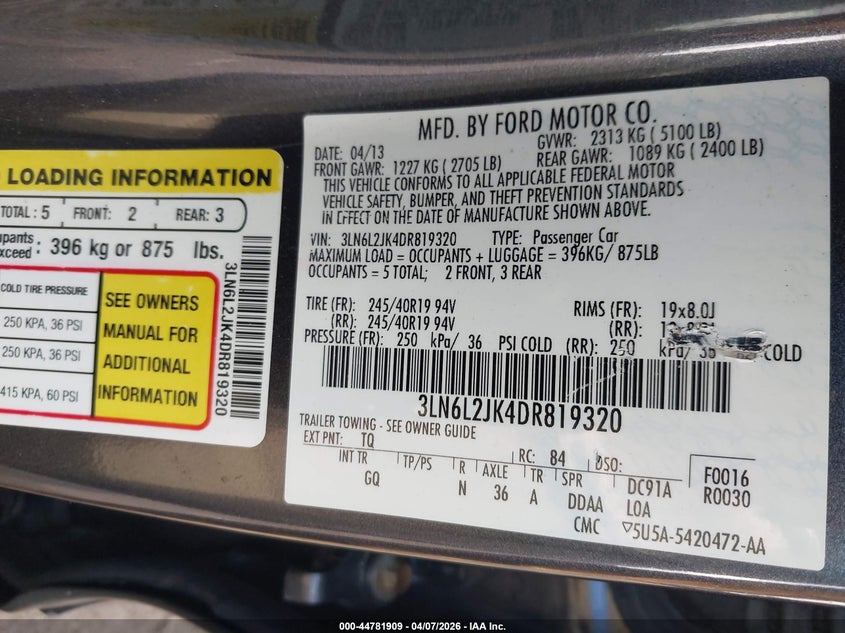 LOADING INFORMATION
TOTAL : 5 FRONT: 2 REAR: 3
396 kg or 875 lbs.
COLD TIRE PRESSURE
250 KPA, 36 PSI
250 KPA, 36 PSI
415 KPA, 60 PSI
SEE OWNERS
MANUAL FOR
ADDITIONAL
INFORMATION
3LN6L2JK4DR819320
MFD. BY FORD MOTOR CO.
DATE: 04/13 GVWR: 2313 KG ( 5100 LB)
FRONT GAWR: 1227 KG ( 2705 LB) REAR GAWR: 1089 KG ( 2400 LB)
THIS VEHICLE CONFORMS TO ALL APPLICABLE FEDERAL MOTOR
VEHICLE SAFETY, BUMPER, AND THEFT PREVENTION STANDARDS
IN EFFECT ON THE DATE OF MANUFACTURE SHOWN ABOVE.
VIN: 3LN6L2JK4DR819320 TYPE: Passenger Car
MAXIMUM LOAD = OCCUPANTS + LUGGAGE = 396KG/ 875LB
OCCUPANTS = 5 TOTAL; 2 FRONT, 3 REAR
TIRE (FR): 245/40R19 94V RIMS (FR): 19x8.0J
(RR): 245/40R19 94V (RR):
PRESSURE (FR): 250 kPa/ 36 PSI COLD (RR): 250 kPa/ 36 COLD
3LN6L2JK4DR819320
TRAILER TOWING - SEE OWNER GUIDE
EXT PNT: TQ RC: 84 DSO:
INT TR TP/PS R AXLE TR SPR DC91A F0016
GQ N 36 A DDAA LOA R0030
CMC ▽5U5A-5420472-AA
000-44781909 - 04/07/2026 - IAA Inc.